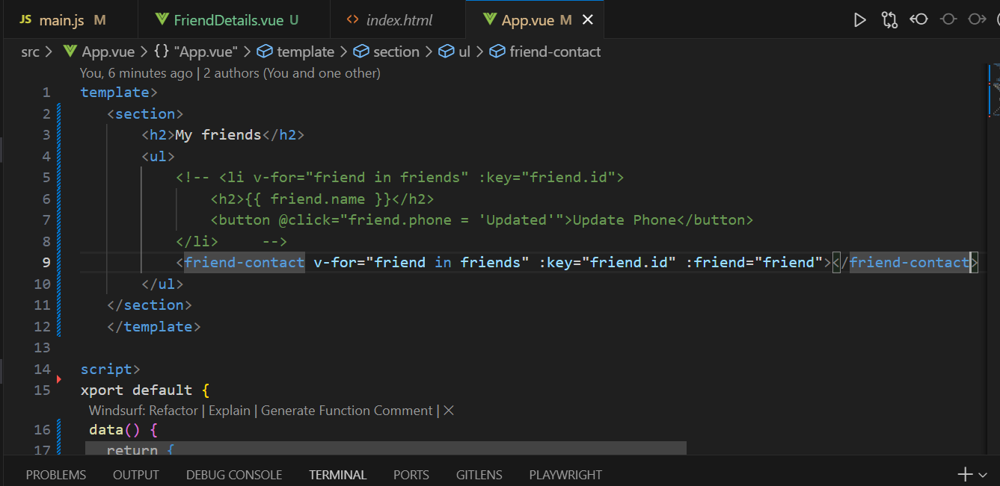 JS main.js M FriendDetails.vue U index.html App.vue M
src > App.vue > {} "App.vue" > template > section > ul > friend-contact
You, 6 minutes ago | 2 authors (You and one other)
1 template>
2 <section>
3 <h2>My friends</h2>
4 <ul>
5 <!-- <li v-for="friend in friends" :key="friend.id">
6 <h2>{{ friend.name }}</h2>
7 <button @click="friend.phone = 'Updated'">Update Phone</button>
8 </li> -->
9 <friend-contact v-for="friend in friends" :key="friend.id" :friend="friend"></friend-contact>
10 </ul>
11 </section>
12 </template>
13
14 script>
15 xport default {
Windsurf: Refactor | Explain | Generate Function Comment | ×
16 data() {
17 return {
PROBLEMS OUTPUT DEBUG CONSOLE TERMINAL PORTS GITLENS PLAYWRIGHT